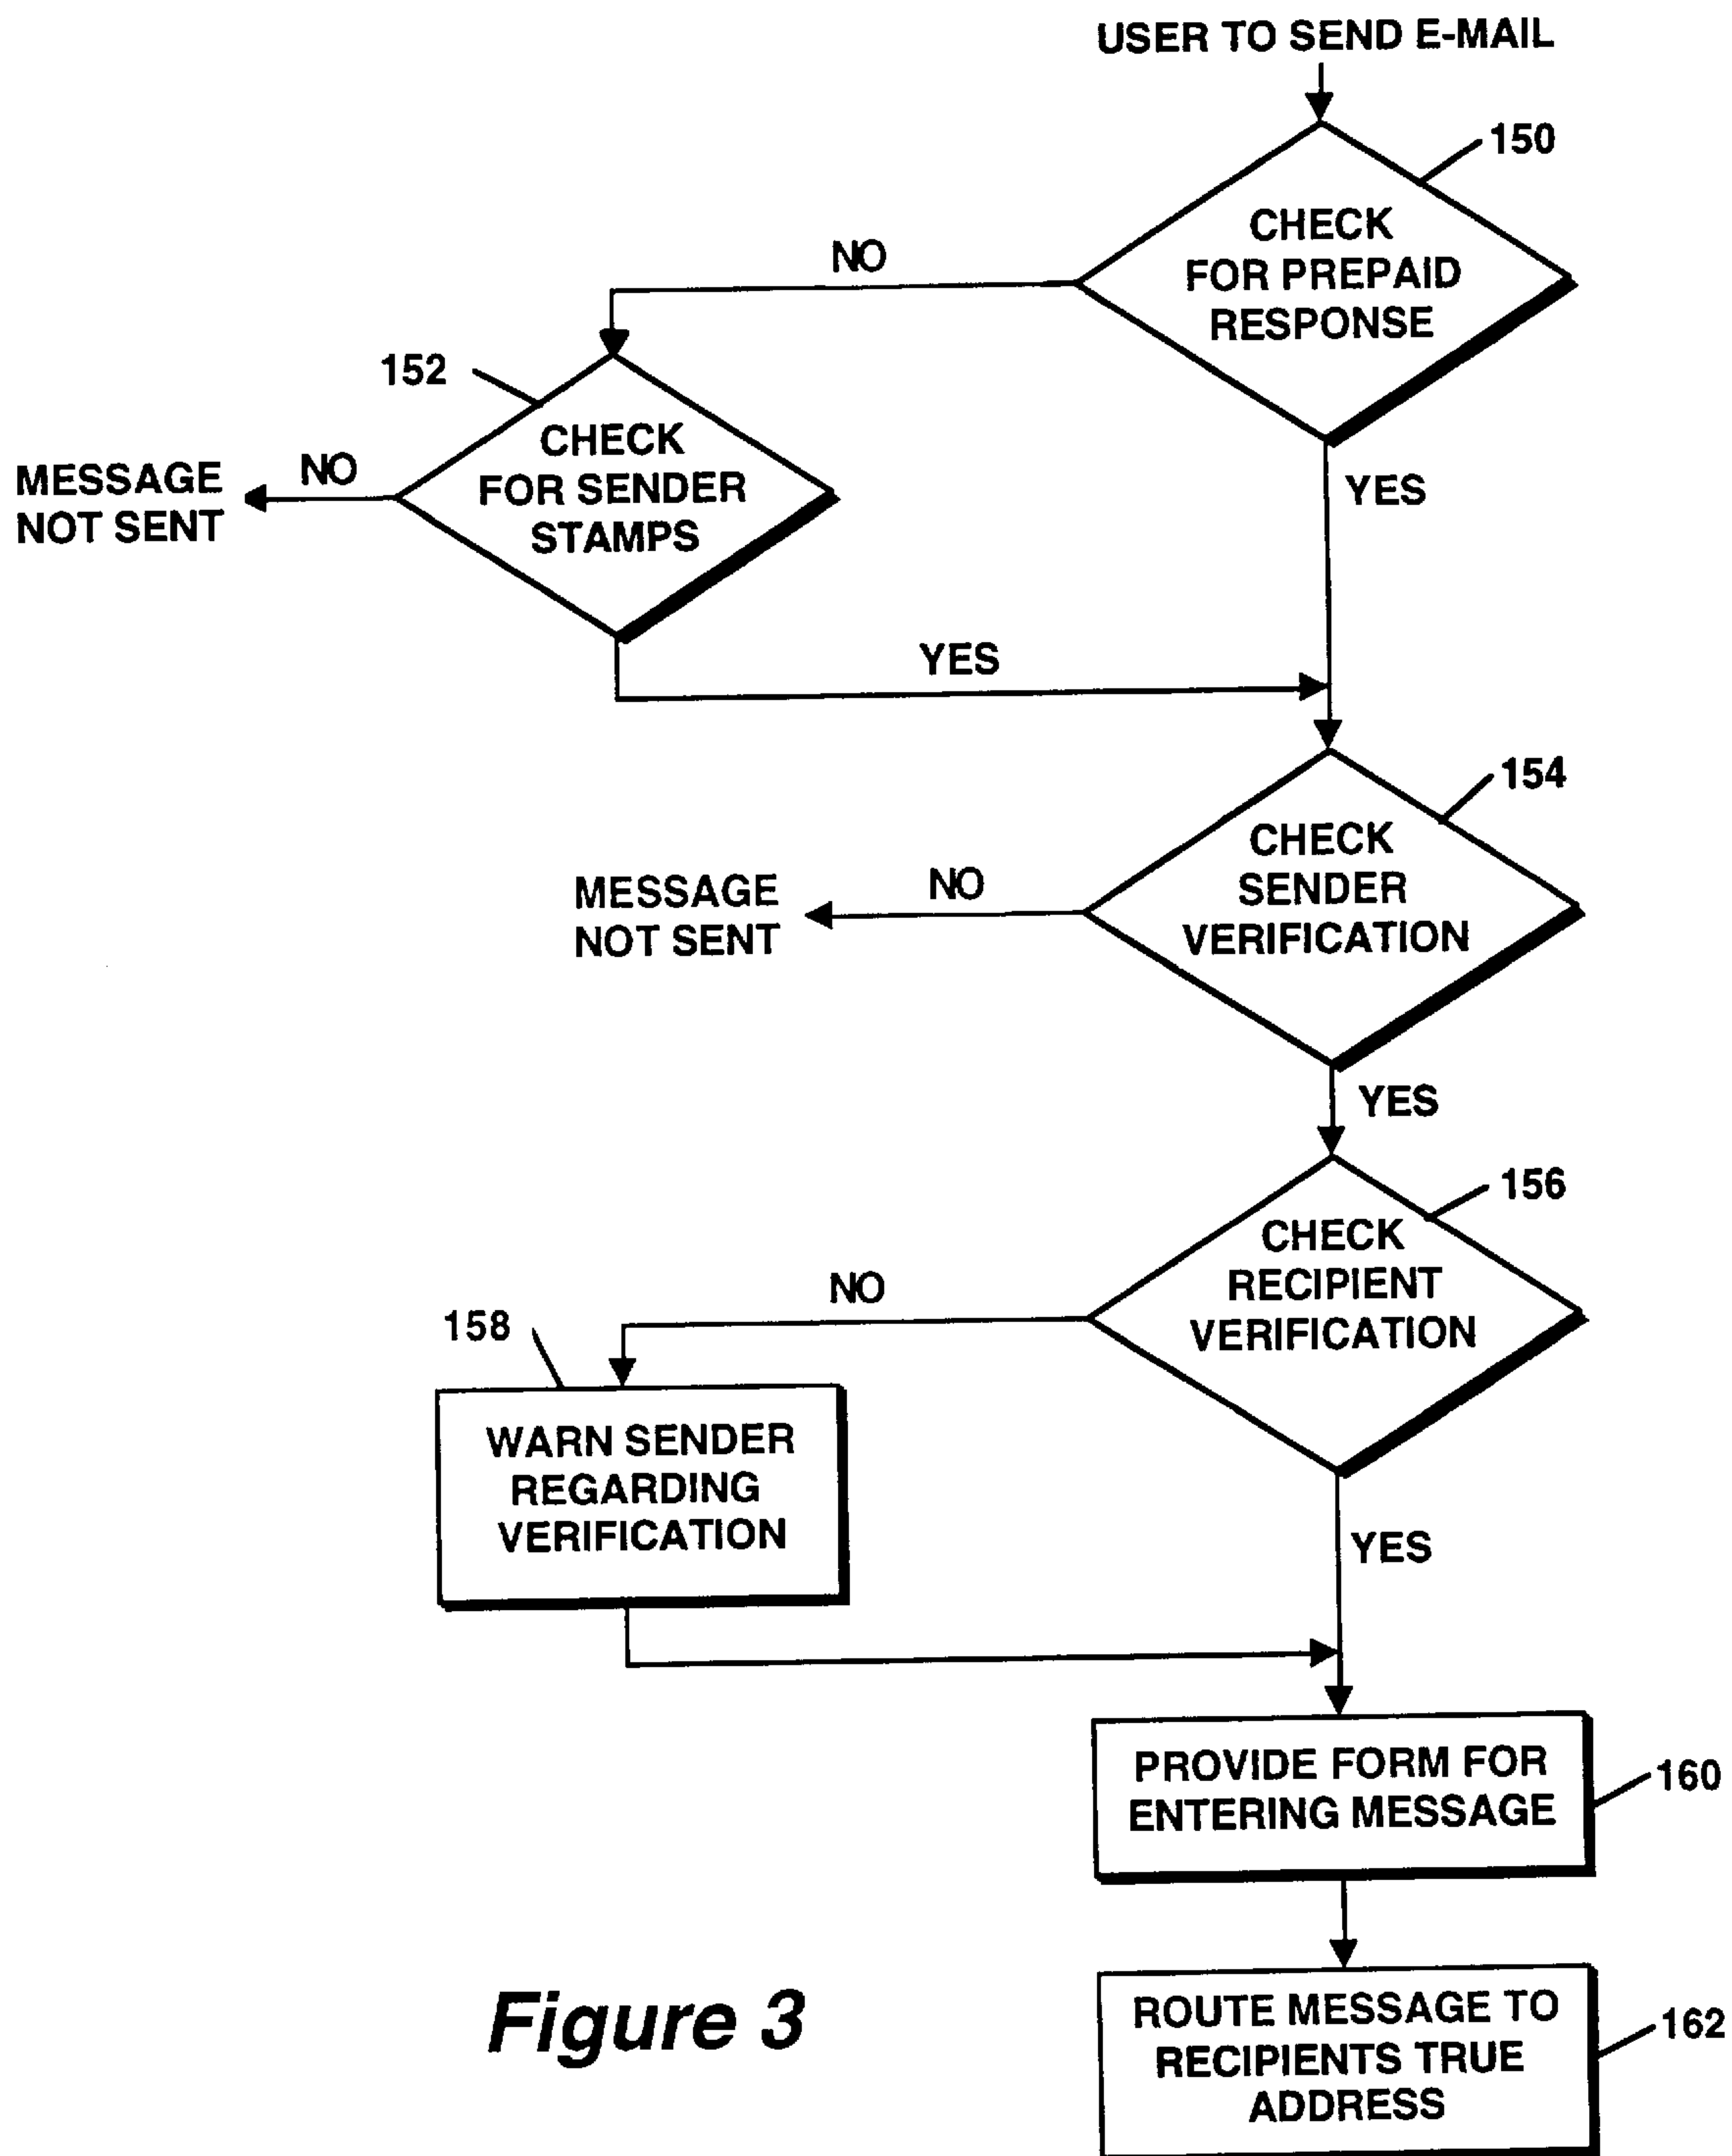 USER TO SEND E-MAIL
150
CHECK
FOR PREPAID
RESPONSE
NO
YES
152
CHECK
FOR SENDER
STAMPS
NO
MESSAGE
NOT SENT
YES
154
CHECK
SENDER
VERIFICATION
NO
MESSAGE
NOT SENT
YES
156
CHECK
RECIPIENT
VERIFICATION
NO
158
WARN SENDER
REGARDING
VERIFICATION
YES
PROVIDE FORM FOR
ENTERING MESSAGE
160
ROUTE MESSAGE TO
RECIPIENTS TRUE
ADDRESS
162
Figure 3